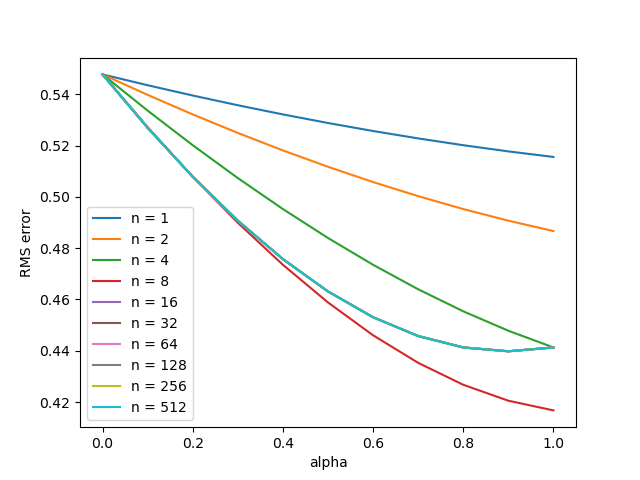 0.54
0.52
0.50
0.48
0.46
0.44
0.42
RMS error
n = 1
n = 2
n = 4
n = 8
n = 16
n = 32
n = 64
n = 128
n = 256
n = 512
0.0 0.2 0.4 0.6 0.8 1.0
alpha